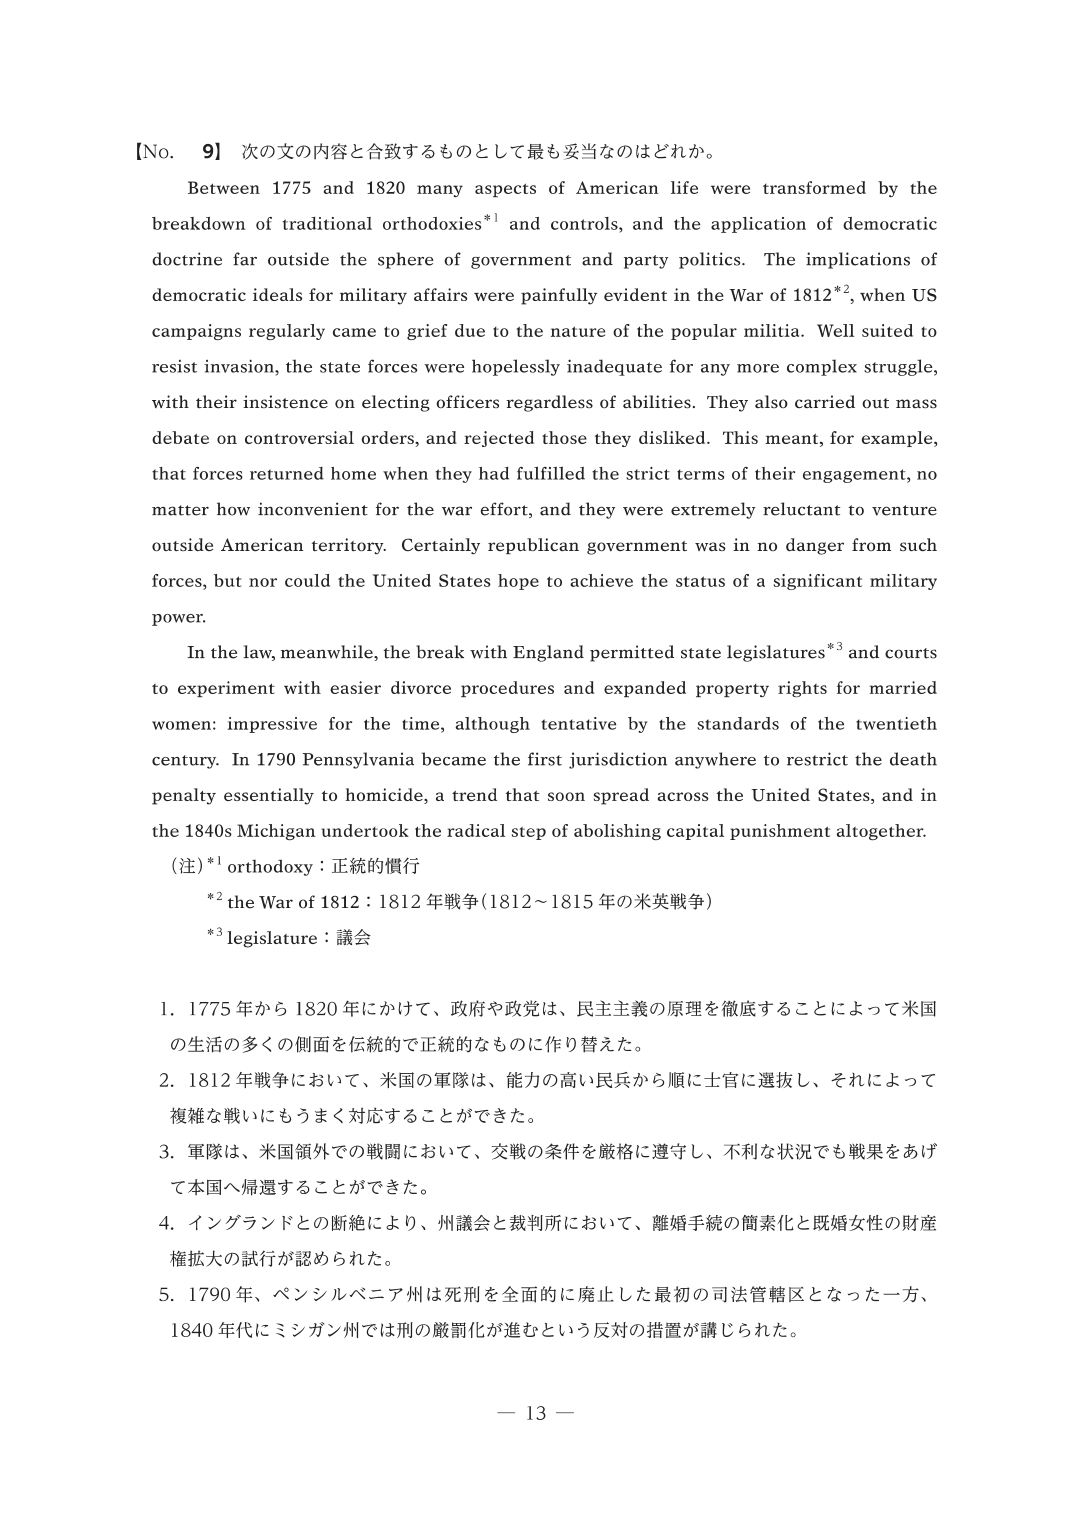 【No. 9】 次の文の内容と合致するものとして最も妥当なのはどれか。
Between 1775 and 1820 many aspects of American life were transformed by the
breakdown of traditional orthodoxies*1 and controls, and the application of democratic
doctrine far outside the sphere of government and party politics. The implications of
democratic ideals for military affairs were painfully evident in the War of 1812*2, when US
campaigns regularly came to grief due to the nature of the popular militia. Well suited to
resist invasion, the state forces were hopelessly inadequate for any more complex struggle,
with their insistence on electing officers regardless of abilities. They also carried out mass
debate on controversial orders, and rejected those they disliked. This meant, for example,
that forces returned home when they had fulfilled the strict terms of their engagement, no
matter how inconvenient for the war effort, and they were extremely reluctant to venture
outside American territory. Certainly republican government was in no danger from such
forces, but nor could the United States hope to achieve the status of a significant military
power.
In the law, meanwhile, the break with England permitted state legislatures*3 and courts
to experiment with easier divorce procedures and expanded property rights for married
women: impressive for the time, although tentative by the standards of the twentieth
century. In 1790 Pennsylvania became the first jurisdiction anywhere to restrict the death
penalty essentially to homicide, a trend that soon spread across the United States, and in
the 1840s Michigan undertook the radical step of abolishing capital punishment altogether.
(注)*1 orthodoxy：正統的慣行
*2 the War of 1812：1812 年戦争(1812～1815 年の米英戦争)
*3 legislature：議会
1. 1775 年から 1820 年にかけて、政府や政党は、民主主義の原理を徹底することによって米国
の生活の多くの側面を伝統的で正統的なものに作り替えた。
2. 1812 年戦争において、米国の軍隊は、能力の高い民兵から順に士官に選抜し、それによって
複雑な戦いにもうまく対応することができた。
3. 軍隊は、米国領外での戦闘において、交戦の条件を厳格に遵守し、不利な状況でも戦果をあげ
て本国へ帰還することができた。
4. イングランドとの断絶により、州議会と裁判所において、離婚手続の簡素化と既婚女性の財産
権拡大の試行が認められた。
5. 1790 年、ペンシルベニア州は死刑を全面的に廃止した最初の司法管轄区となった一方、
1840 年代にミシガン州では刑の厳罰化が進むという反対の措置が講じられた。
― 13 ―